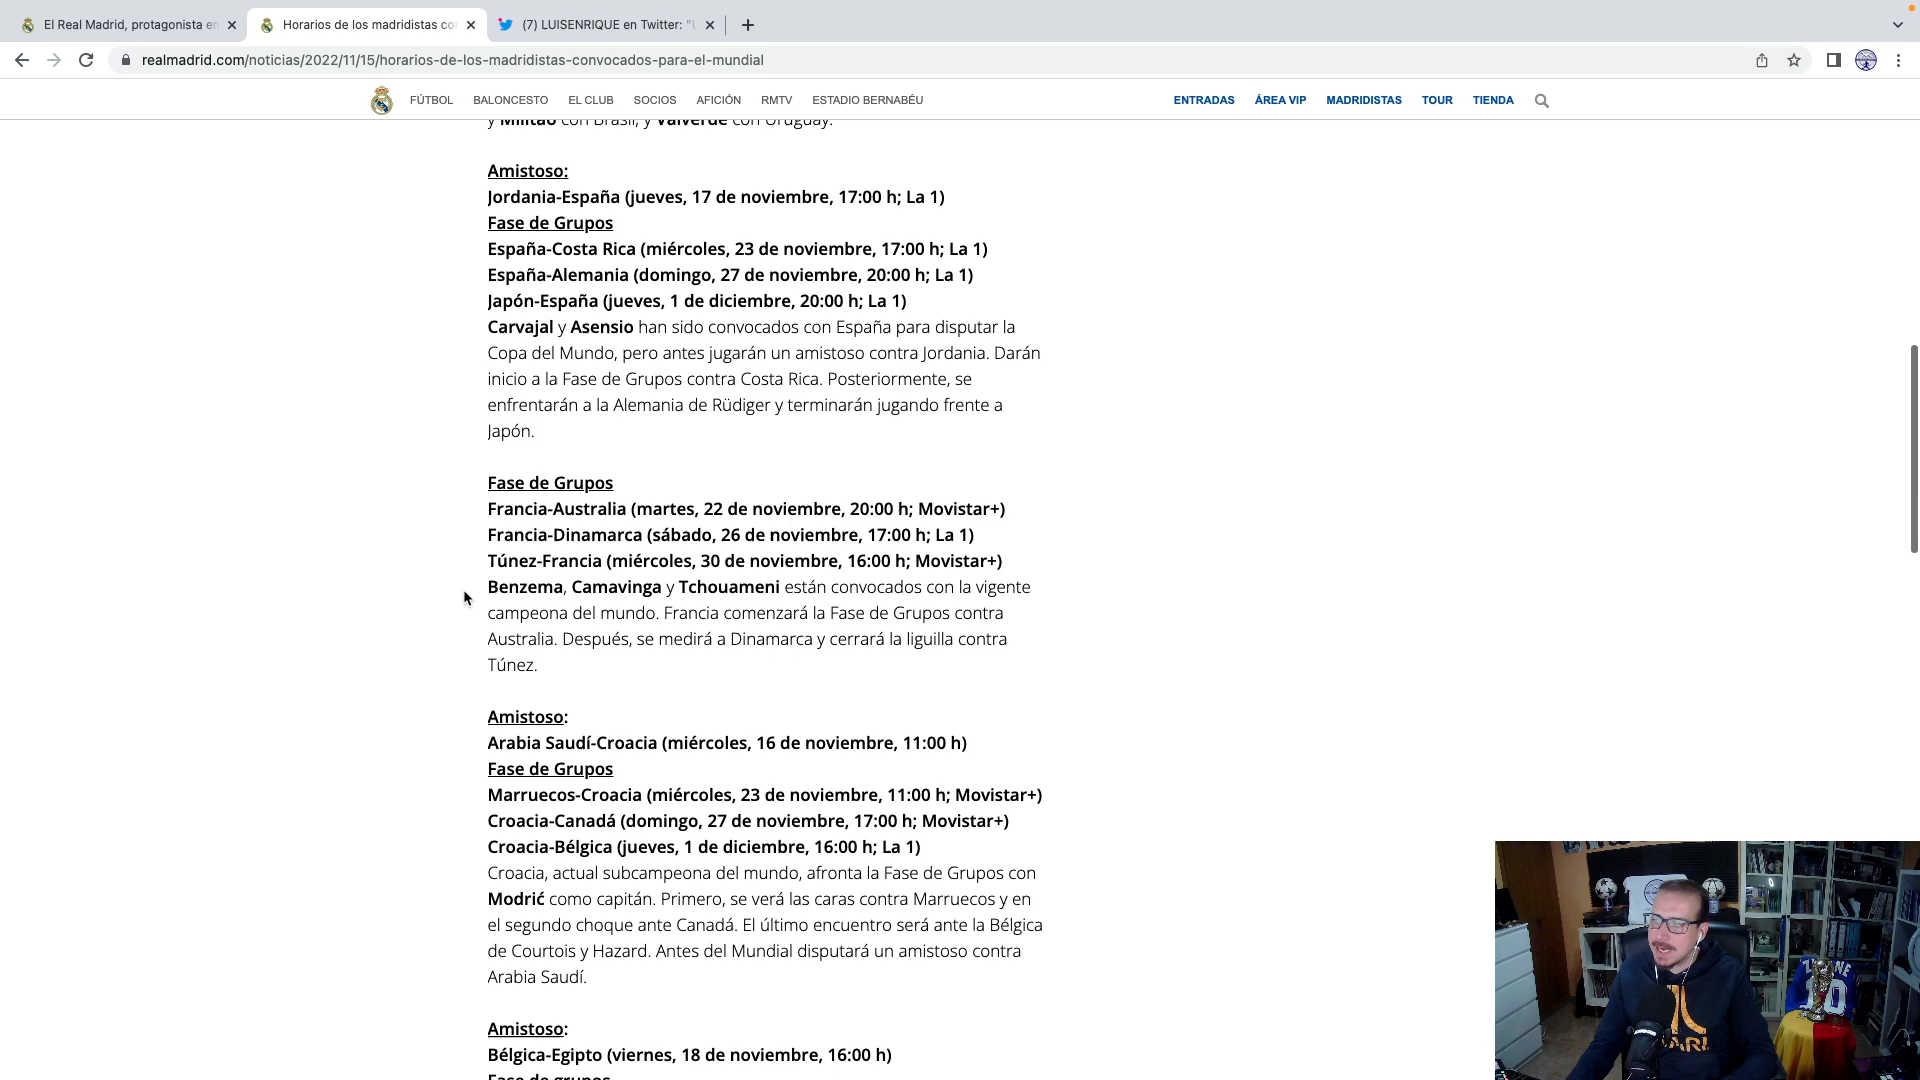 El Real Madrid, protagonista en
Horarios de los madridistas co
(7) LUISENRIQUE en Twitter: "
realmadrid.com/noticias/2022/11/15/horarios-de-los-madridistas-convocados-para-el-mundial
FÚTBOL BALONCESTO EL CLUB SOCIOS AFICIÓN RMTV ESTADIO BERNABÉU ENTRADAS ÁREA VIP MADRIDISTAS TOUR TIENDA
y Militao con Brasil, y Valverde con Uruguay.
Amistoso:
Jordania-España (jueves, 17 de noviembre, 17:00 h; La 1)
Fase de Grupos
España-Costa Rica (miércoles, 23 de noviembre, 17:00 h; La 1)
España-Alemania (domingo, 27 de noviembre, 20:00 h; La 1)
Japón-España (jueves, 1 de diciembre, 20:00 h; La 1)
Carvajal y Asensio han sido convocados con España para disputar la
Copa del Mundo, pero antes jugarán un amistoso contra Jordania. Darán
inicio a la Fase de Grupos contra Costa Rica. Posteriormente, se
enfrentarán a la Alemania de Rüdiger y terminarán jugando frente a
Japón.
Fase de Grupos
Francia-Australia (martes, 22 de noviembre, 20:00 h; Movistar+)
Francia-Dinamarca (sábado, 26 de noviembre, 17:00 h; La 1)
Túnez-Francia (miércoles, 30 de noviembre, 16:00 h; Movistar+)
Benzema, Camavinga y Tchouameni están convocados con la vigente
campeona del mundo. Francia comenzará la Fase de Grupos contra
Australia. Después, se medirá a Dinamarca y cerrará la liguilla contra
Túnez.
Amistoso:
Arabia Saudí-Croacia (miércoles, 16 de noviembre, 11:00 h)
Fase de Grupos
Marruecos-Croacia (miércoles, 23 de noviembre, 11:00 h; Movistar+)
Croacia-Canadá (domingo, 27 de noviembre, 17:00 h; Movistar+)
Croacia-Bélgica (jueves, 1 de diciembre, 16:00 h; La 1)
Croacia, actual subcampeona del mundo, afronta la Fase de Grupos con
Modrić como capitán. Primero, se verá las caras contra Marruecos y en
el segundo choque ante Canadá. El último encuentro será ante la Bélgica
de Courtois y Hazard. Antes del Mundial disputará un amistoso contra
Arabia Saudí.
Amistoso:
Bélgica-Egipto (viernes, 18 de noviembre, 16:00 h)
Fase de grupos
10